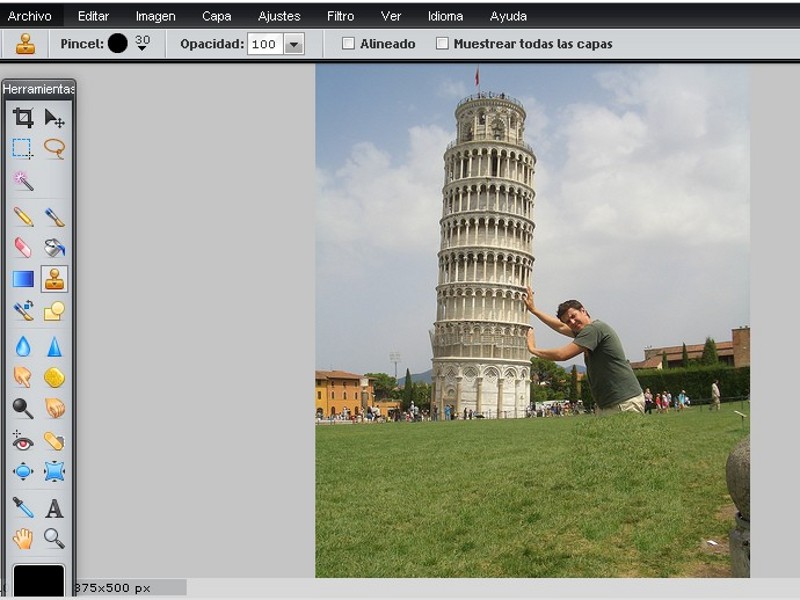 Archivo Editar Imagen Capa Ajustes Filtro Ver Idioma Ayuda
Pincel: 30 Opacidad: 100 Alineado Muestrear todas las capas
Herramientas
A
875x500 px